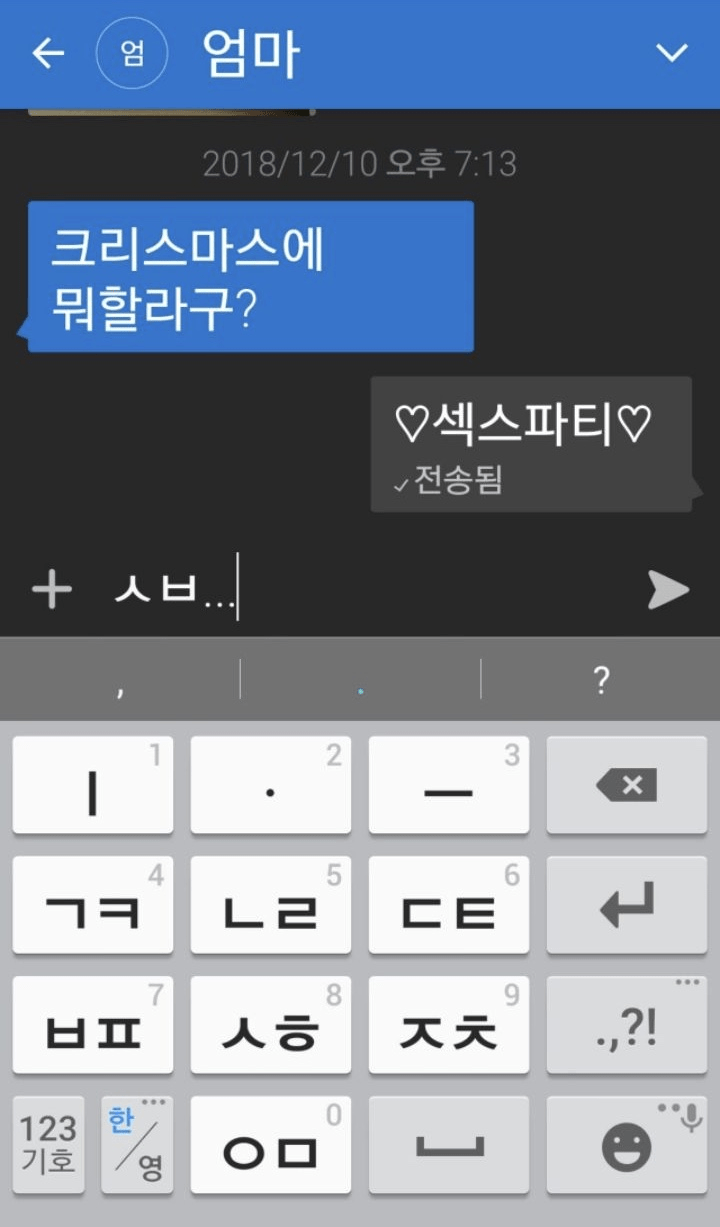 엄 엄마
2018/12/10 오후 7:13
크리스마스에
뭐할라구?
♡섹스파티♡
✓전송됨
ㅅㅂ...
, . ?
ㅣ 1 · 2 ㅡ 3
ㄱㅋ 4 ㄴㄹ 5 ㄷㅌ 6
ㅂㅍ 7 ㅅㅎ 8 ㅈㅊ 9 .,?!
123 기호 한/영 ㅇㅁ 0